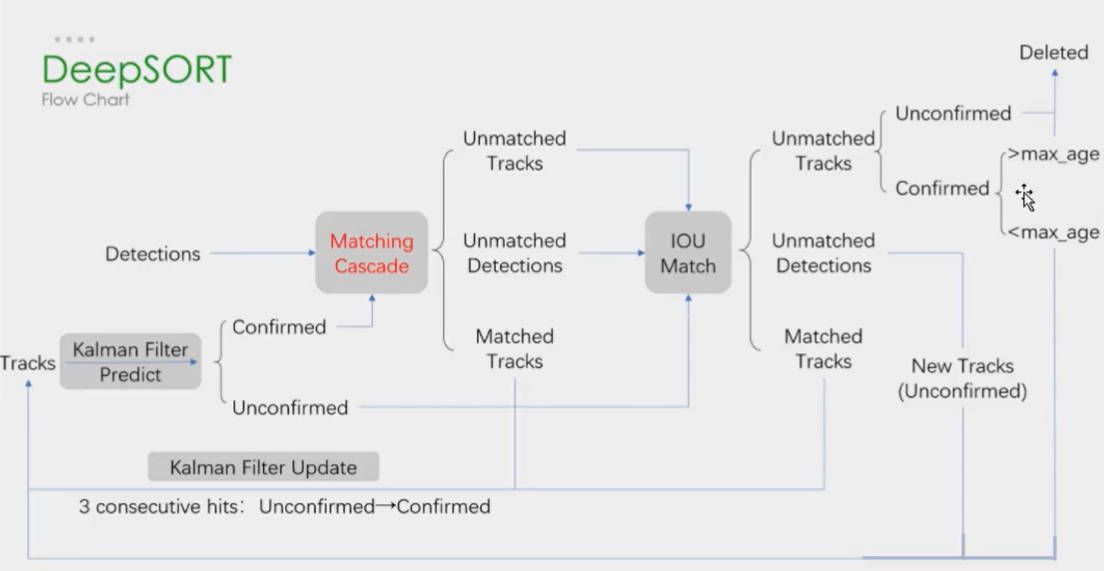 DeepSORT
Flow Chart
Deleted
Unconfirmed
Unmatched
Tracks
Unmatched
Tracks
>max_age
Confirmed
<max_age
Detections
Matching
Cascade
Unmatched
Detections
IOU
Match
Unmatched
Detections
Confirmed
Tracks
Kalman Filter
Predict
Matched
Tracks
Matched
Tracks
New Tracks
(Unconfirmed)
Unconfirmed
Kalman Filter Update
3 consecutive hits： Unconfirmed→Confirmed